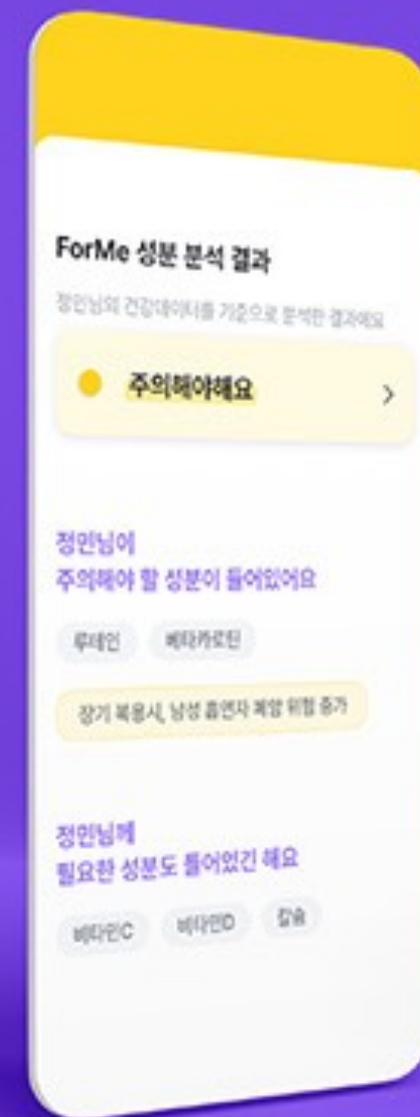 ForMe 성분 분석 결과
정민님의 건강데이터를 기준으로 분석한 결과에요
주의해야해요
정민님이
주의해야 할 성분이 들어있어요
루테인 베타카로틴
장기 복용시, 남성 흡연자 폐암 위험 증가
정민님께
필요한 성분도 들어있긴 해요
비타민C 비타민D 칼슘